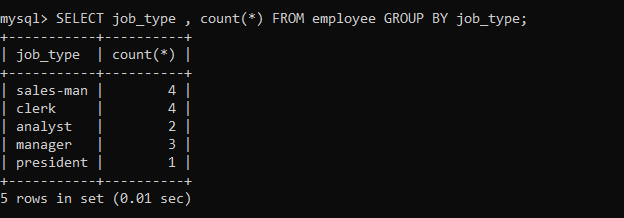 mysql> SELECT job_type , count(*) FROM employee GROUP BY job_type;
+-----------+----------+
| job_type  | count(*) |
+-----------+----------+
| sales-man |        4 |
| clerk     |        4 |
| analyst   |        2 |
| manager   |        3 |
| president |        1 |
+-----------+----------+
5 rows in set (0.01 sec)